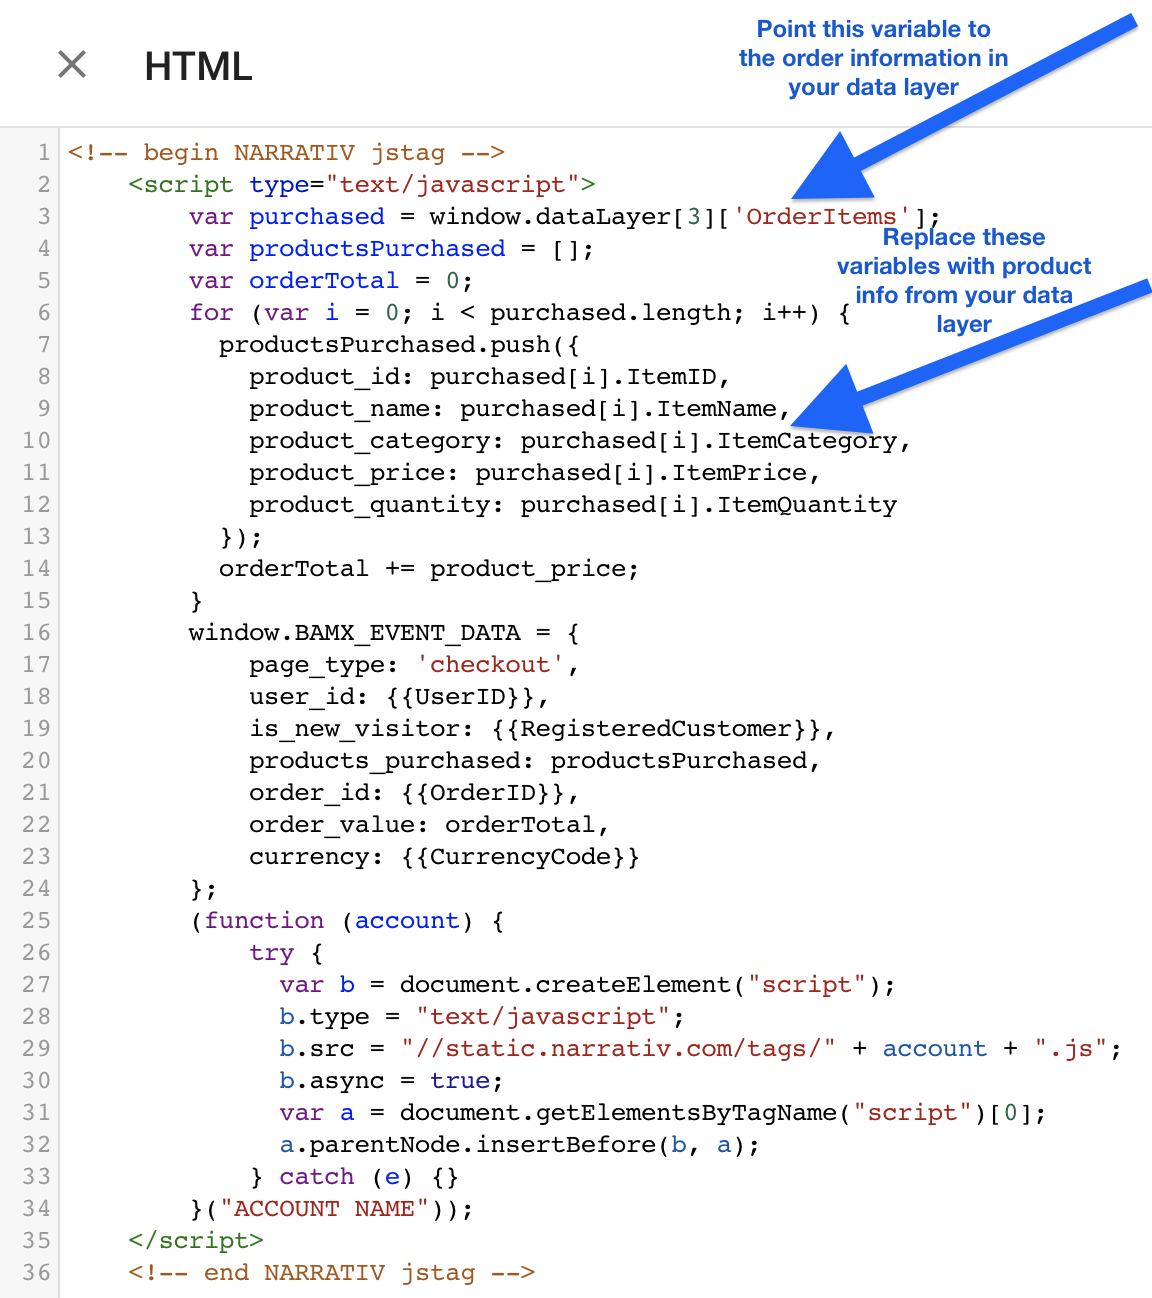 Point this variable to
the order information in
your data layer
HTML
1 <!-- begin NARRATIV jstag -->
2 <script type="text/javascript">
3 var purchased = window.dataLayer[3]['OrderItems'];
Replace these
variables with product
info from your data
layer
4 var productsPurchased = [];
5 var orderTotal = 0;
6 for (var i = 0; i < purchased.length; i++) {
7 productsPurchased.push({
8 product_id: purchased[i].ItemID,
9 product_name: purchased[i].ItemName,
10 product_category: purchased[i].ItemCategory,
11 product_price: purchased[i].ItemPrice,
12 product_quantity: purchased[i].ItemQuantity
13 });
14 orderTotal += product_price;
15 }
16 window.BAMX_EVENT_DATA = {
17 page_type: 'checkout',
18 user_id: {{UserID}},
19 is_new_visitor: {{RegisteredCustomer}},
20 products_purchased: productsPurchased,
21 order_id: {{OrderID}},
22 order_value: orderTotal,
23 currency: {{CurrencyCode}}
24 };
25 (function (account) {
26 try {
27 var b = document.createElement("script");
28 b.type = "text/javascript";
29 b.src = "//static.narrativ.com/tags/" + account + ".js";
30 b.async = true;
31 var a = document.getElementsByTagName("script")[0];
32 a.parentNode.insertBefore(b, a);
33 } catch (e) {}
34 }("ACCOUNT NAME"));
35 </script>
36 <!-- end NARRATIV jstag -->